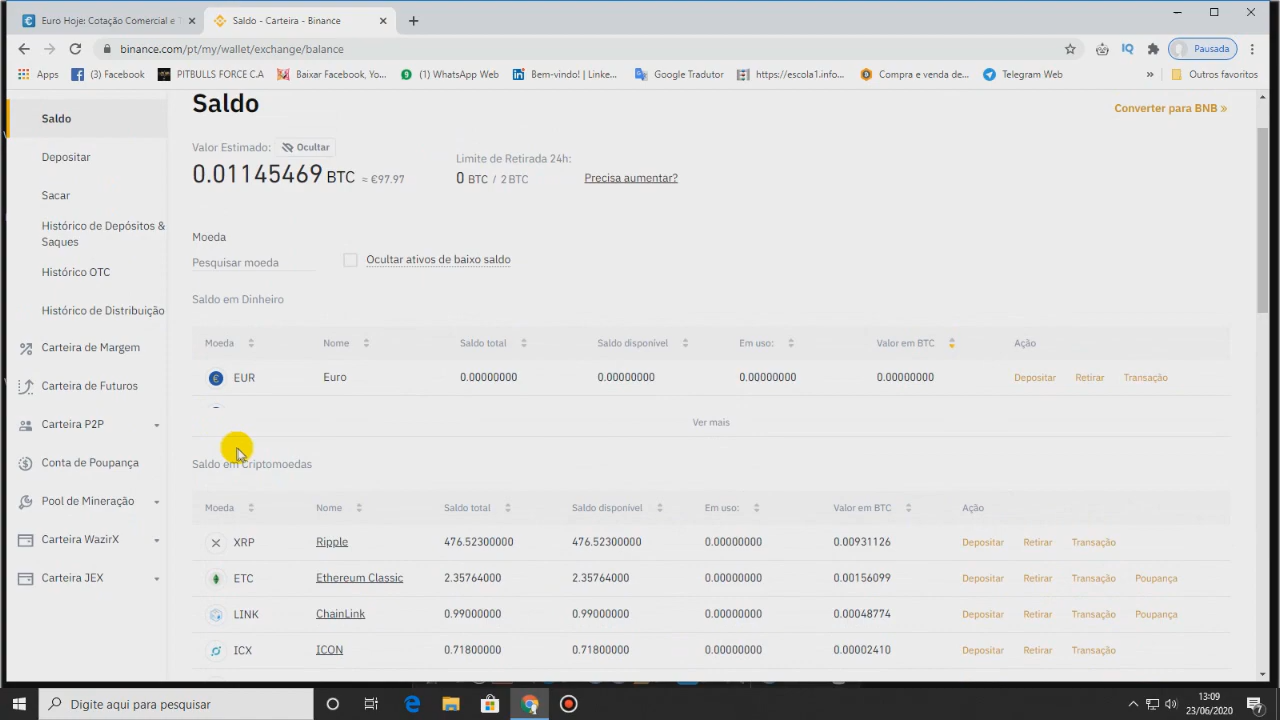 Euro Hoje: Cotação Comercial e T
Saldo - Carteira - Binance
binance.com/pt/my/wallet/exchange/balance
Pausada
Apps
(3) Facebook
PITBULLS FORCE C.A
Baixar Facebook, Yo...
(1) WhatsApp Web
Bem-vindo! | Linke...
Google Tradutor
https://escola1.info...
Compra e venda de...
Telegram Web
Outros favoritos
Saldo
Depositar
Sacar
Histórico de Depósitos &
Saques
Histórico OTC
Histórico de Distribuição
Carteira de Margem
Carteira de Futuros
Carteira P2P
Conta de Poupança
Pool de Mineração
Carteira WazirX
Carteira JEX
Saldo
Converter para BNB »
Valor Estimado: Ocultar
0.01145469 BTC ≈ €97.97
Limite de Retirada 24h:
0 BTC / 2 BTC Precisa aumentar?
Moeda
Pesquisar moeda
Ocultar ativos de baixo saldo
Saldo em Dinheiro
Moeda Nome Saldo total Saldo disponível Em uso: Valor em BTC Ação
EUR Euro 0.00000000 0.00000000 0.00000000 0.00000000 Depositar Retirar Transação
Ver mais
Saldo em Criptomoedas
Moeda Nome Saldo total Saldo disponível Em uso: Valor em BTC Ação
XRP Ripple 476.52300000 476.52300000 0.00000000 0.00931126 Depositar Retirar Transação
ETC Ethereum Classic 2.35764000 2.35764000 0.00000000 0.00156099 Depositar Retirar Transação Poupança
LINK ChainLink 0.99000000 0.99000000 0.00000000 0.00048774 Depositar Retirar Transação Poupança
ICX ICON 0.71800000 0.71800000 0.00000000 0.00002410 Depositar Retirar Transação
Digite aqui para pesquisar
13:09
23/06/2020